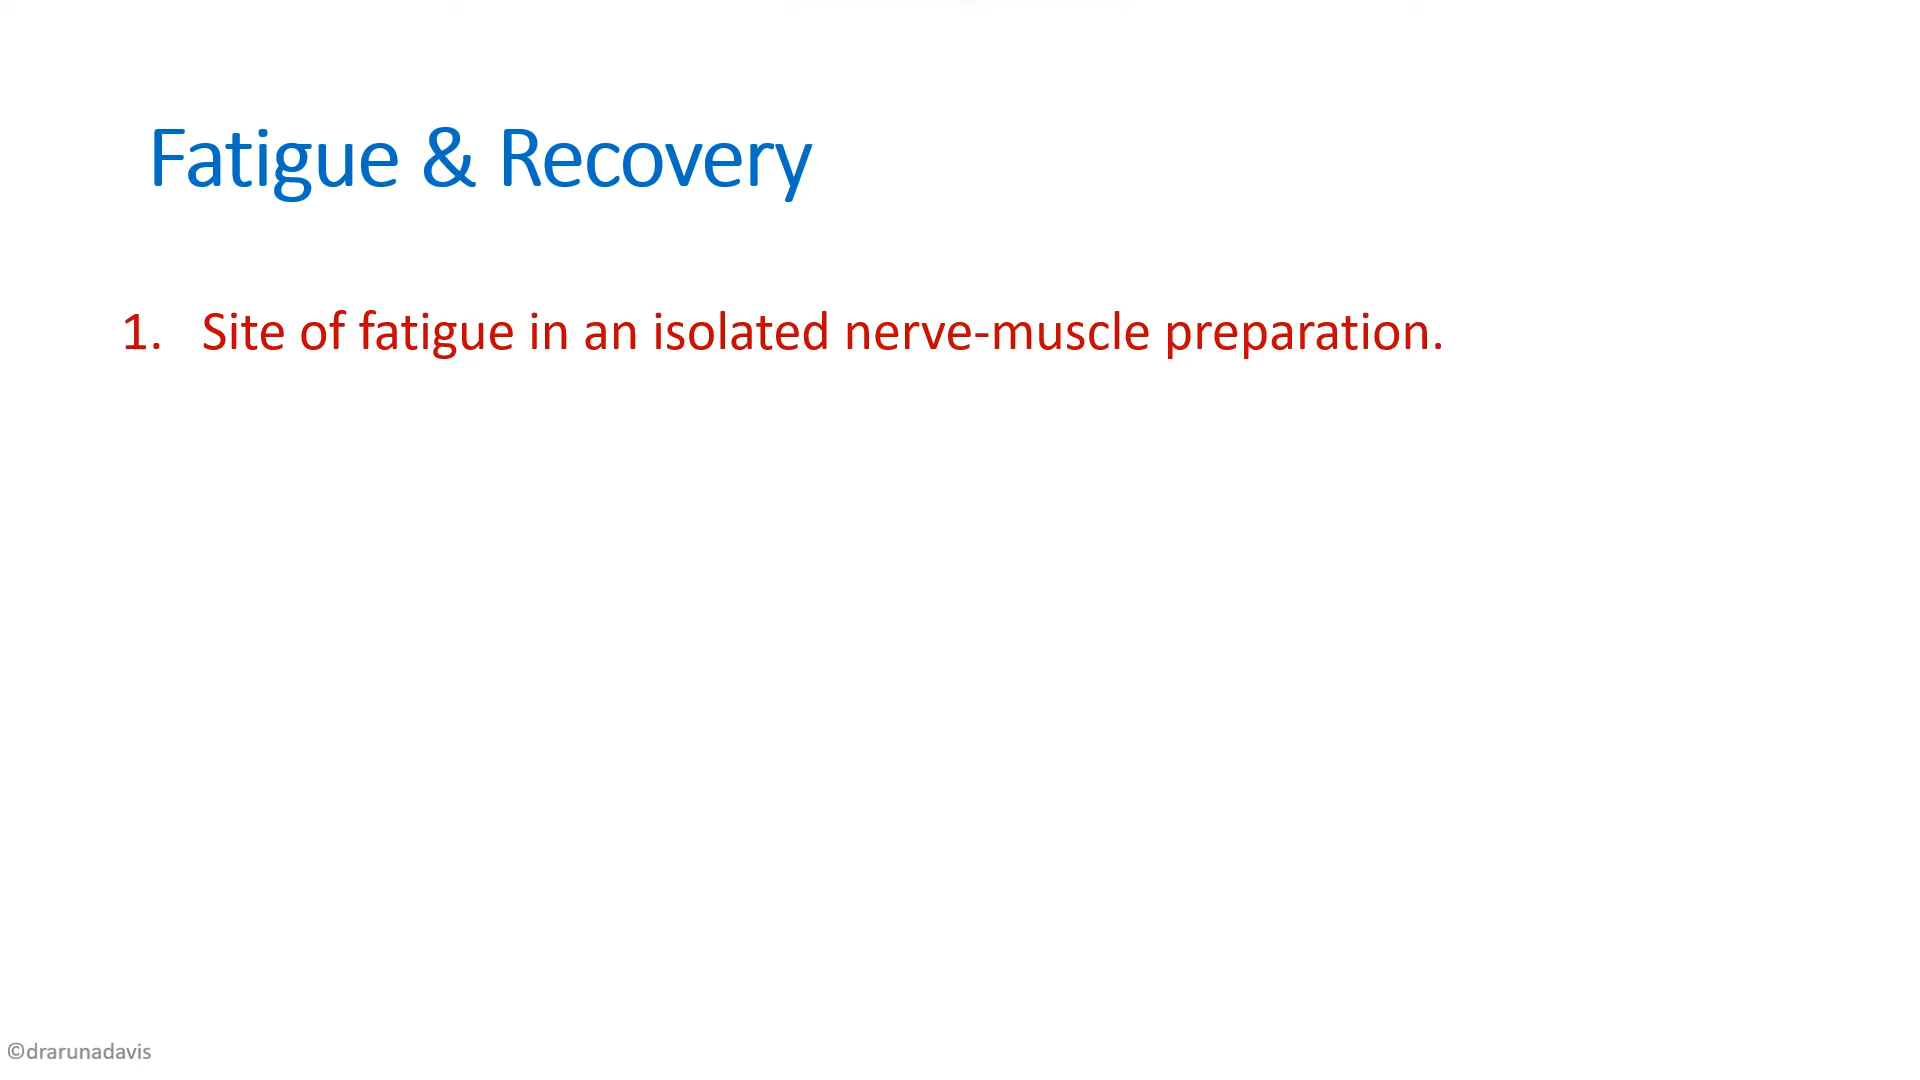 Fatigue & Recovery
1. Site of fatigue in an isolated nerve-muscle preparation.
©drarunadavis